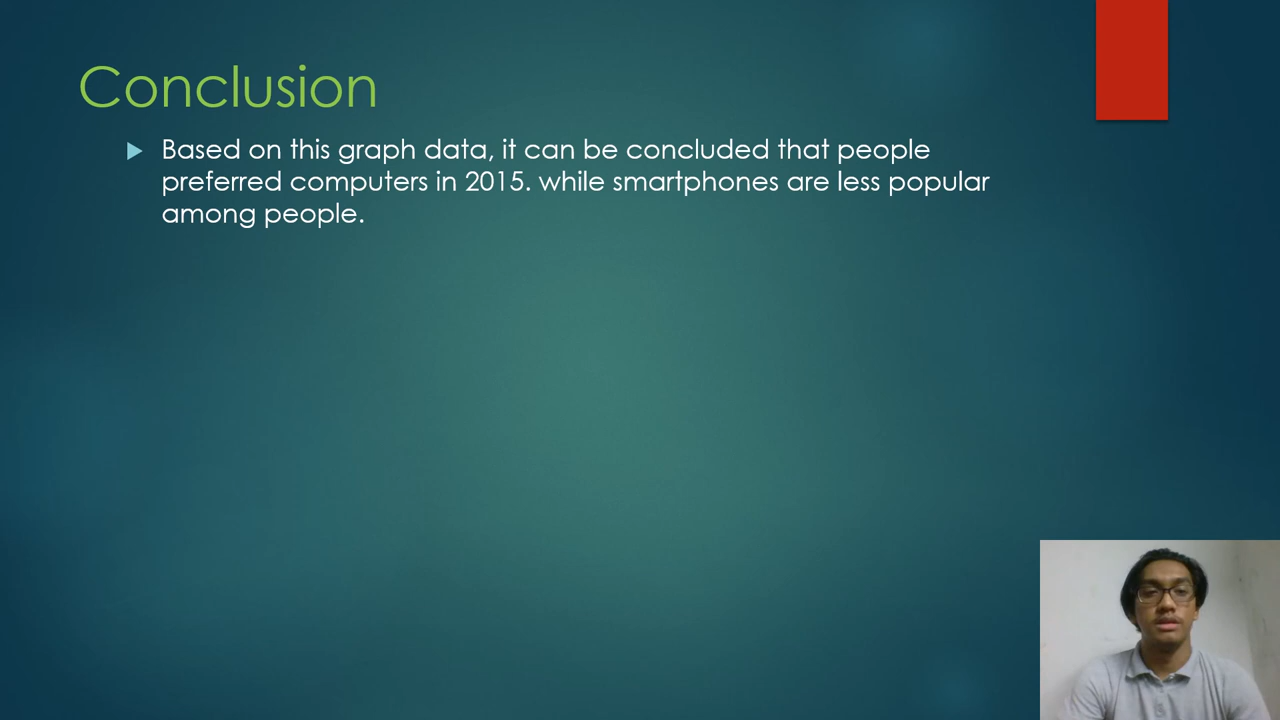 Conclusion
Based on this graph data, it can be concluded that people
preferred computers in 2015. while smartphones are less popular
among people.